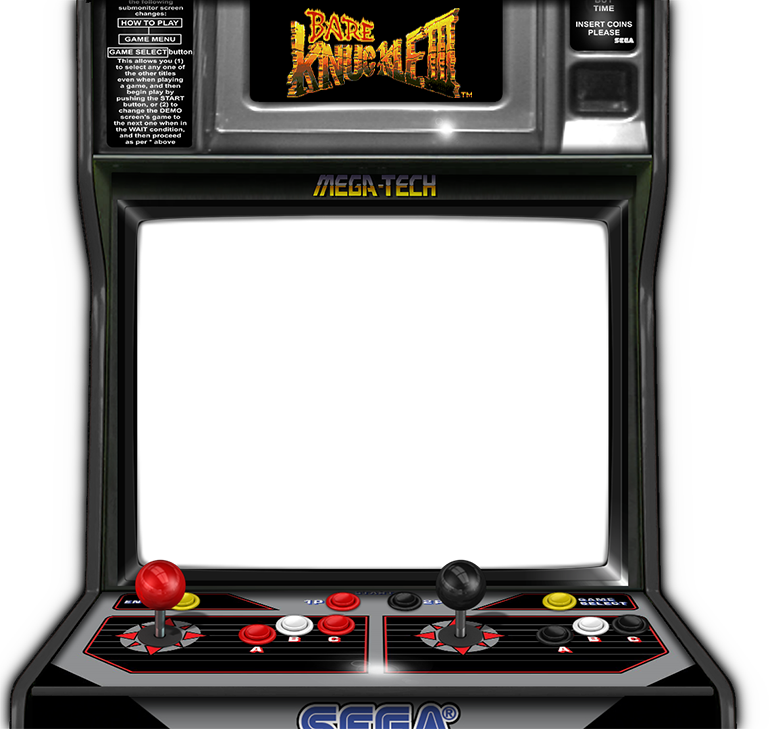 the following
submonitor screen
changes:
HOW TO PLAY
GAME MENU
GAME SELECT button
This allows you (1)
to select any one of
the other titles
even when playing
a game, and then
begin play by
pushing the START
button, or (2) to
change the DEMO
screen's game to
the next one when in
the WAIT condition,
and then proceed
as per * above
BARE
KNUCKLE III
TM
TIME
INSERT COINS
PLEASE
SEGA
MEGA-TECH
1P
2P
GAME
SELECT
A B C
A B C
SEGA®